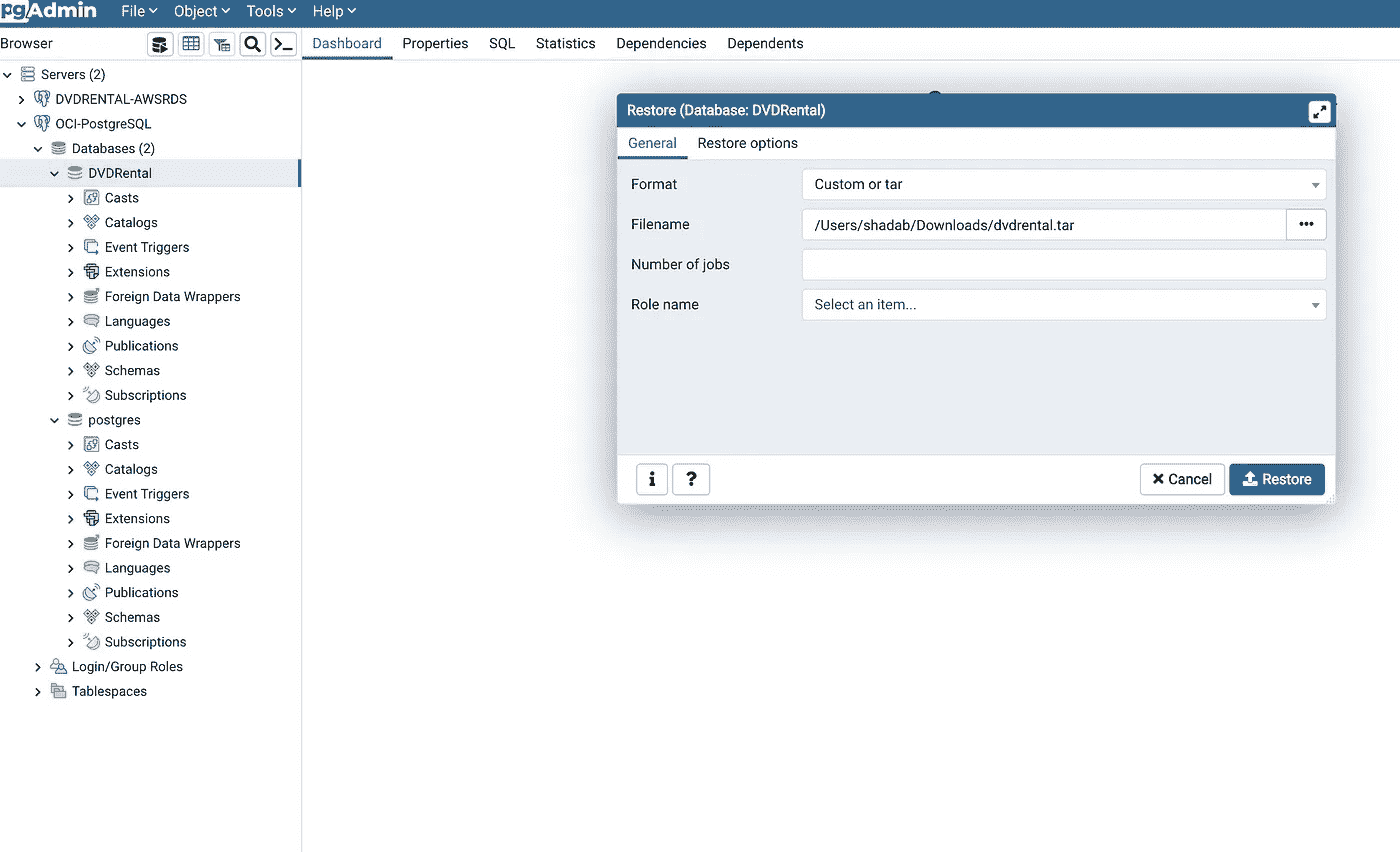 pgAdmin File Object Tools Help
Browser
Dashboard Properties SQL Statistics Dependencies Dependents
Servers (2)
DVDRENTAL-AWSRDS
OCI-PostgreSQL
Databases (2)
DVDRental
Casts
Catalogs
Event Triggers
Extensions
Foreign Data Wrappers
Languages
Publications
Schemas
Subscriptions
postgres
Casts
Catalogs
Event Triggers
Extensions
Foreign Data Wrappers
Languages
Publications
Schemas
Subscriptions
Login/Group Roles
Tablespaces
Restore (Database: DVDRental)
General Restore options
Format Custom or tar
Filename /Users/shadab/Downloads/dvdrental.tar
Number of jobs
Role name Select an item...
i ? Cancel Restore